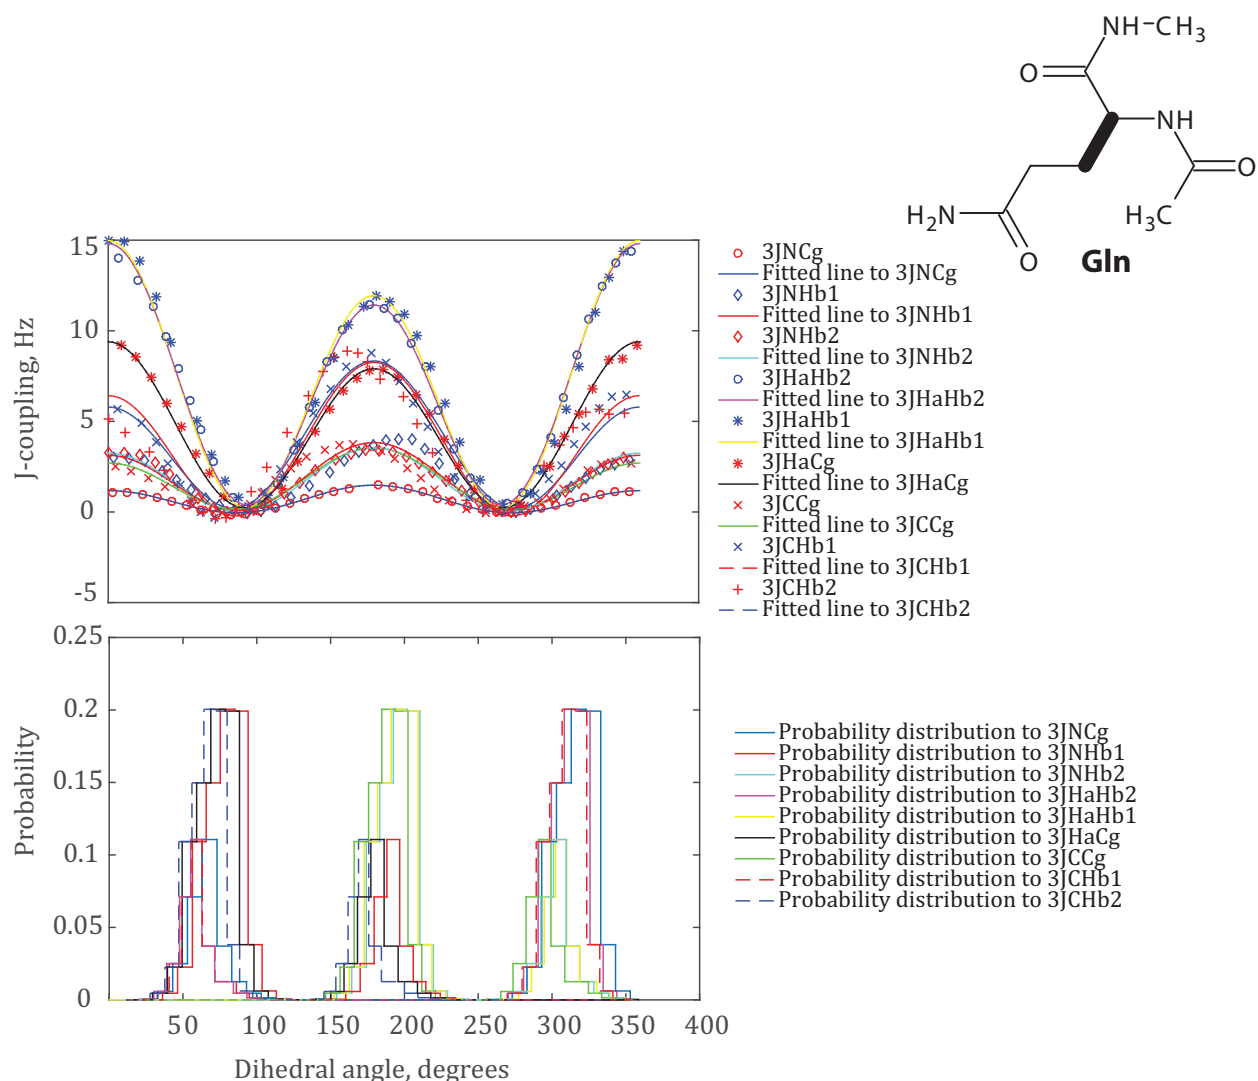 NH-CH3
O
NH
O
H2N
O
H3C
Gln
J-coupling, Hz
15
10
5
0
-5
3JNCg
Fitted line to 3JNCg
3JNHb1
Fitted line to 3JNHb1
3JNHb2
Fitted line to 3JNHb2
3JHaHb2
Fitted line to 3JHaHb2
3JHaHb1
Fitted line to 3JHaHb1
3JHaCg
Fitted line to 3JHaCg
3JCCg
Fitted line to 3JCCg
3JCHb1
Fitted line to 3JCHb1
3JCHb2
Fitted line to 3JCHb2
Probability
0.25
0.2
0.15
0.1
0.05
0
50 100 150 200 250 300 350 400
Dihedral angle, degrees
Probability distribution to 3JNCg
Probability distribution to 3JNHb1
Probability distribution to 3JNHb2
Probability distribution to 3JHaHb2
Probability distribution to 3JHaHb1
Probability distribution to 3JHaCg
Probability distribution to 3JCCg
Probability distribution to 3JCHb1
Probability distribution to 3JCHb2